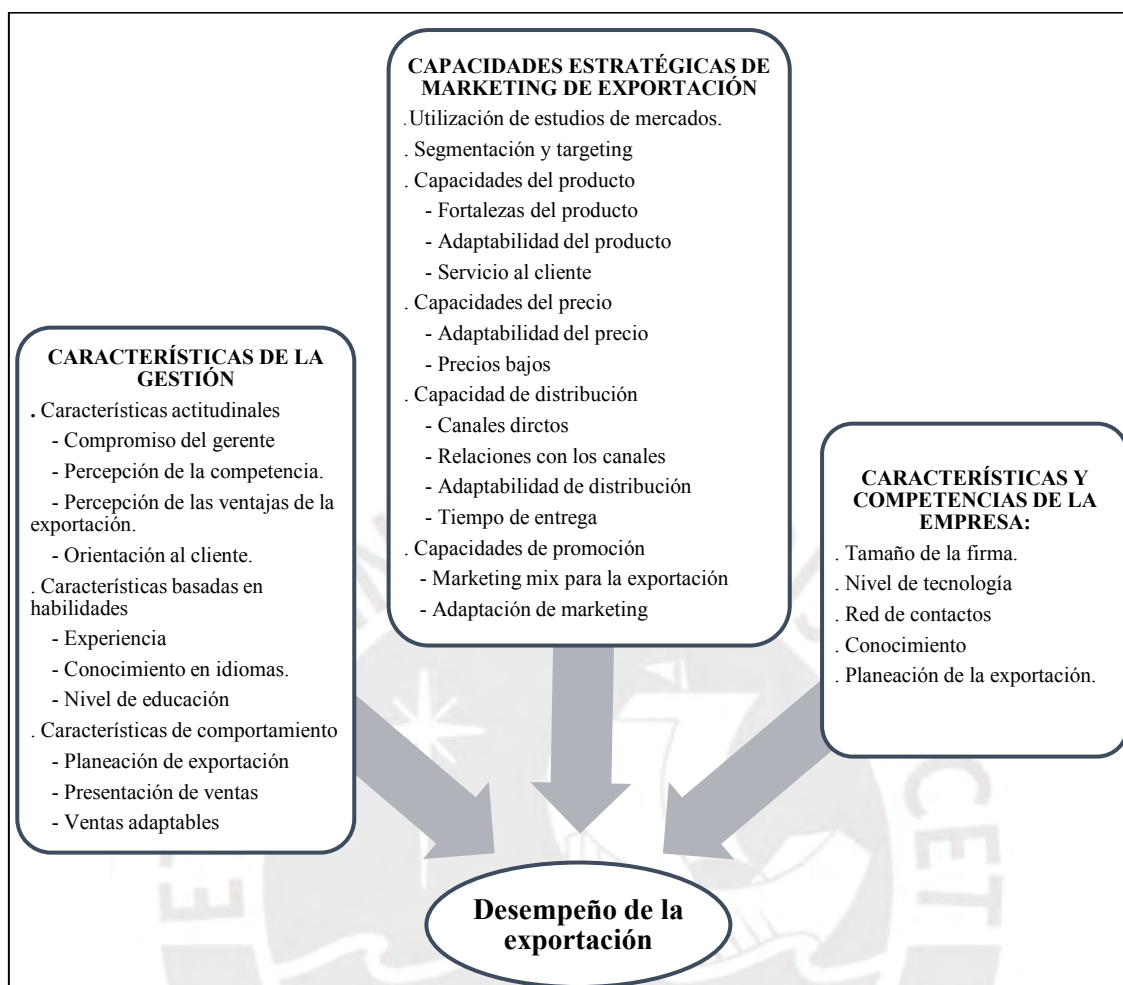 CAPACIDADES ESTRATÉGICAS DE
MARKETING DE EXPORTACIÓN
.Utilización de estudios de mercados.
. Segmentación y targeting
. Capacidades del producto
- Fortalezas del producto
- Adaptabilidad del producto
- Servicio al cliente
. Capacidades del precio
- Adaptabilidad del precio
- Precios bajos
. Capacidad de distribución
- Canales dirctos
- Relaciones con los canales
- Adaptabilidad de distribución
- Tiempo de entrega
. Capacidades de promoción
- Marketing mix para la exportación
- Adaptación de marketing
CARACTERÍSTICAS DE LA
GESTIÓN
. Características actitudinales
- Compromiso del gerente
- Percepción de la competencia.
- Percepción de las ventajas de la
exportación.
- Orientación al cliente.
. Características basadas en
habilidades
- Experiencia
- Conocimiento en idiomas.
- Nivel de educación
. Características de comportamiento
- Planeación de exportación
- Presentación de ventas
- Ventas adaptables
CARACTERÍSTICAS Y
COMPETENCIAS DE LA
EMPRESA:
. Tamaño de la firma.
. Nivel de tecnología
. Red de contactos
. Conocimiento
. Planeación de la exportación.
Desempeño de la
exportación